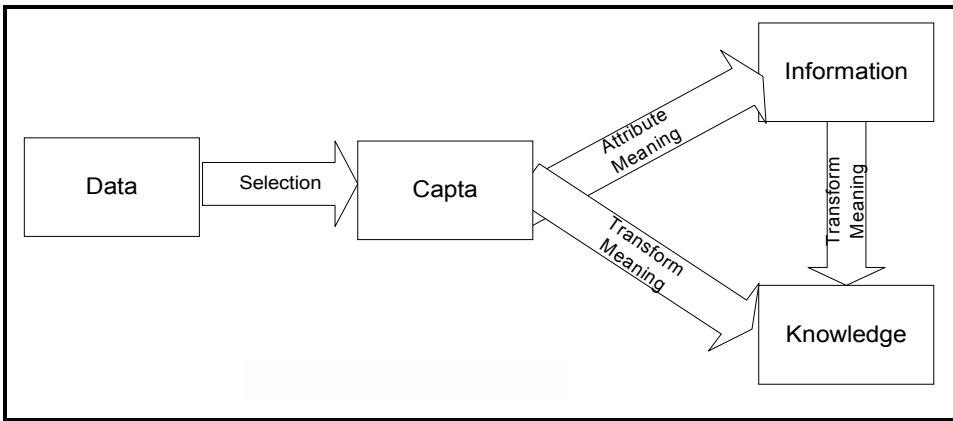 Data
Selection
Capta
Attribute
Meaning
Information
Transform
Meaning
Transform
Meaning
Knowledge